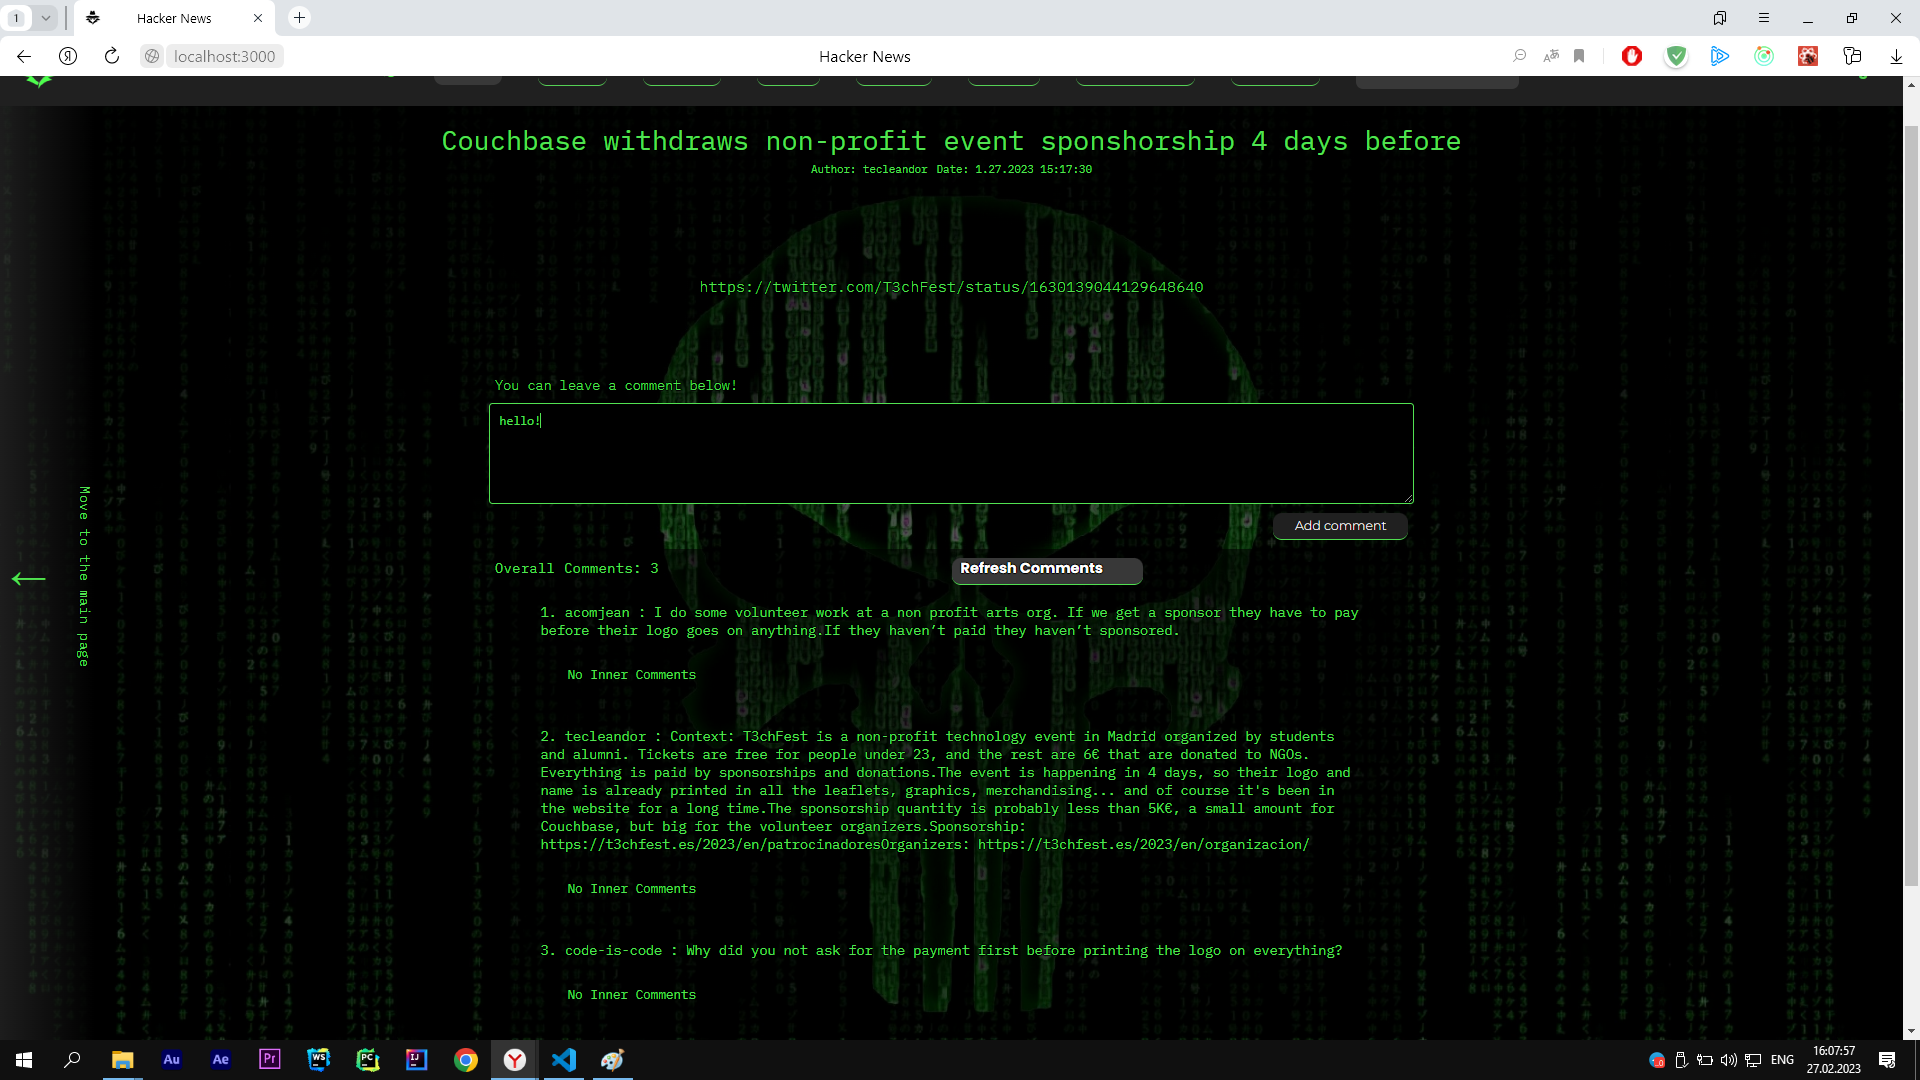 1
Hacker News
localhost:3000
Hacker News
Couchbase withdraws non-profit event sponshorship 4 days before
Author: tecleandor Date: 1.27.2023 15:17:30
https://twitter.com/T3chFest/status/1630139044129648640
You can leave a comment below!
hello!
Add comment
Move to the main page
Overall Comments: 3
Refresh Comments
1. acomjean : I do some volunteer work at a non profit arts org. If we get a sponsor they have to pay
before their logo goes on anything.If they haven’t paid they haven’t sponsored.
No Inner Comments
2. tecleandor : Context: T3chFest is a non-profit technology event in Madrid organized by students
and alumni. Tickets are free for people under 23, and the rest are 6€ that are donated to NGOs.
Everything is paid by sponsorships and donations.The event is happening in 4 days, so their logo and
name is already printed in all the leaflets, graphics, merchandising... and of course it's been in
the website for a long time.The sponsorship quantity is probably less than 5K€, a small amount for
Couchbase, but big for the volunteer organizers.Sponsorship:
https://t3chfest.es/2023/en/patrocinadoresOrganizers: https://t3chfest.es/2023/en/organizacion/
No Inner Comments
3. code-is-code : Why did you not ask for the payment first before printing the logo on everything?
No Inner Comments
Au
Ae
Pr
WS
PC
IJ
ENG
16:07:57
27.02.2023